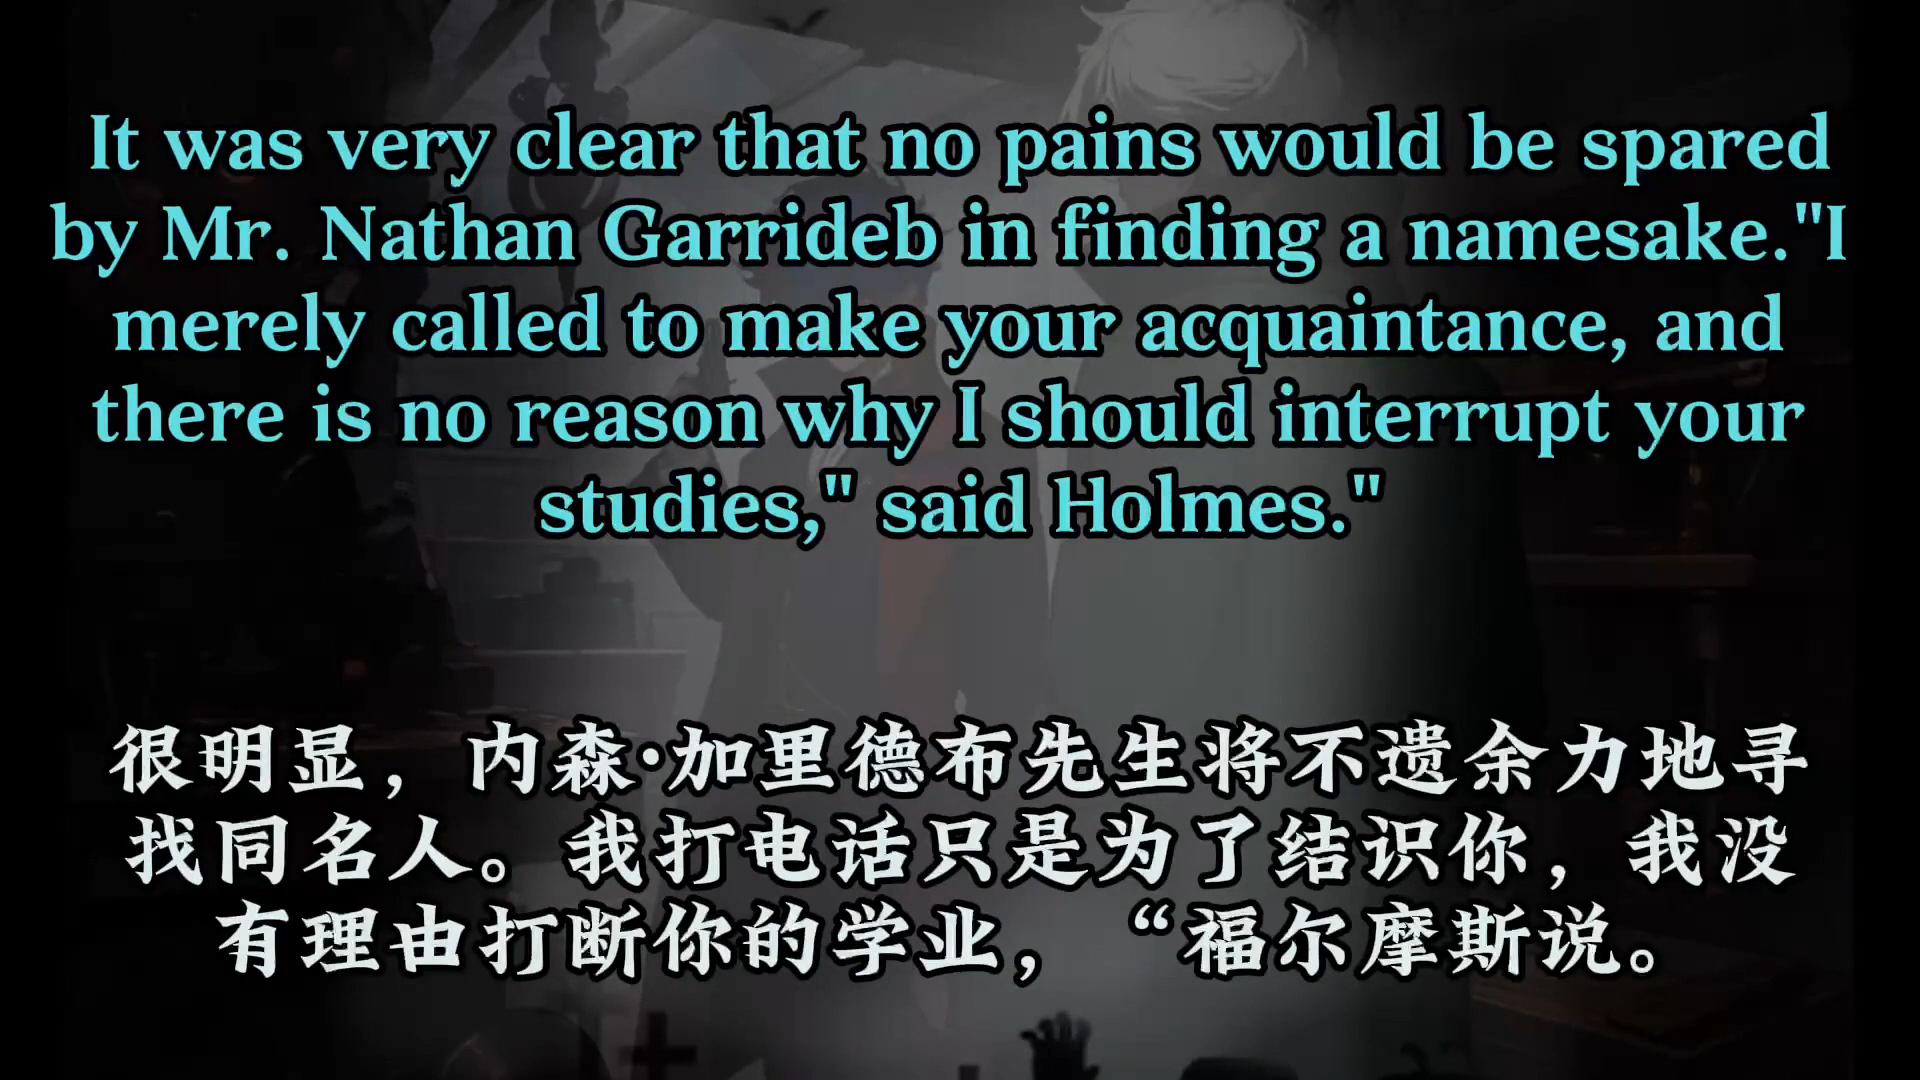 It was very clear that no pains would be spared
by Mr. Nathan Garrideb in finding a namesake."I
merely called to make your acquaintance, and
there is no reason why I should interrupt your
studies," said Holmes."
很明显，内森·加里德布先生将不遗余力地寻
找同名人。我打电话只是为了结识你，我没
有理由打断你的学业，“福尔摩斯说。